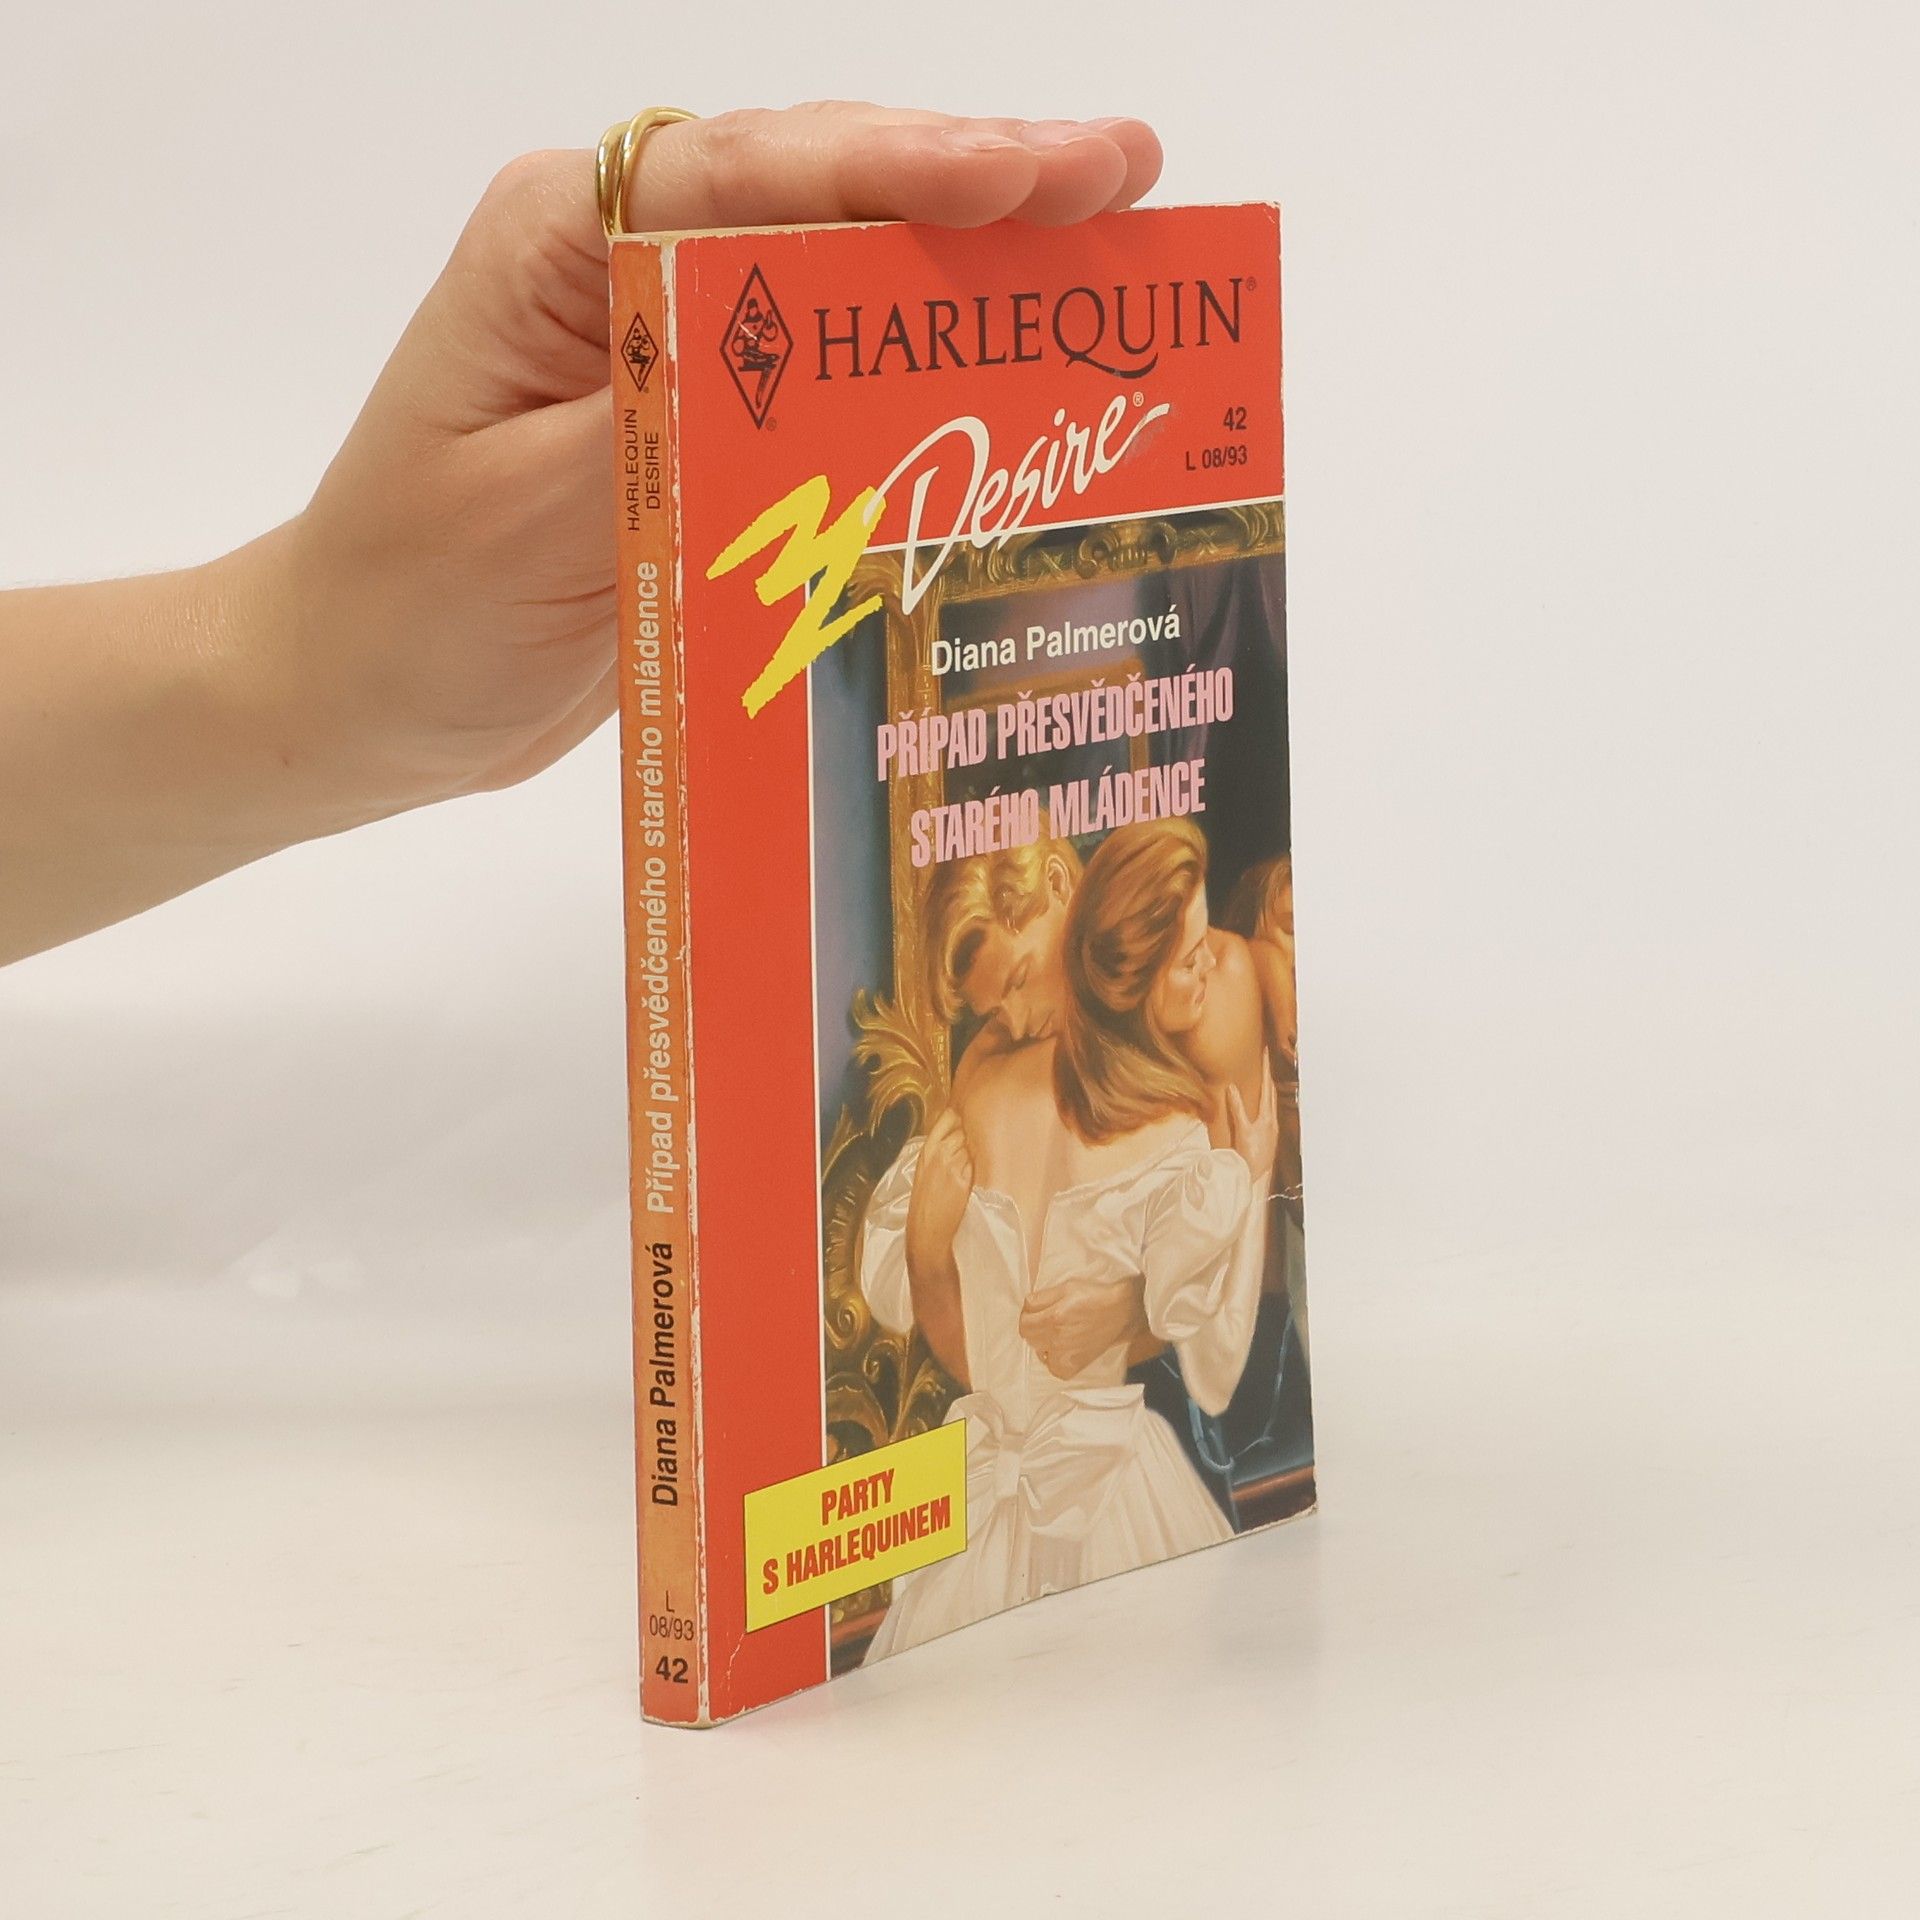 HARLEQUIN®
Desire®
42
L 08/93
Diana Palmerová
PŘÍPAD PŘESVĚDČENÉHO
STARÉHO MLÁDENCE
PARTY
S HARLEQUINEM
HARLEQUIN
DESIRE
Diana Palmerová Případ přesvědčeného starého mládence
L
08/93
42